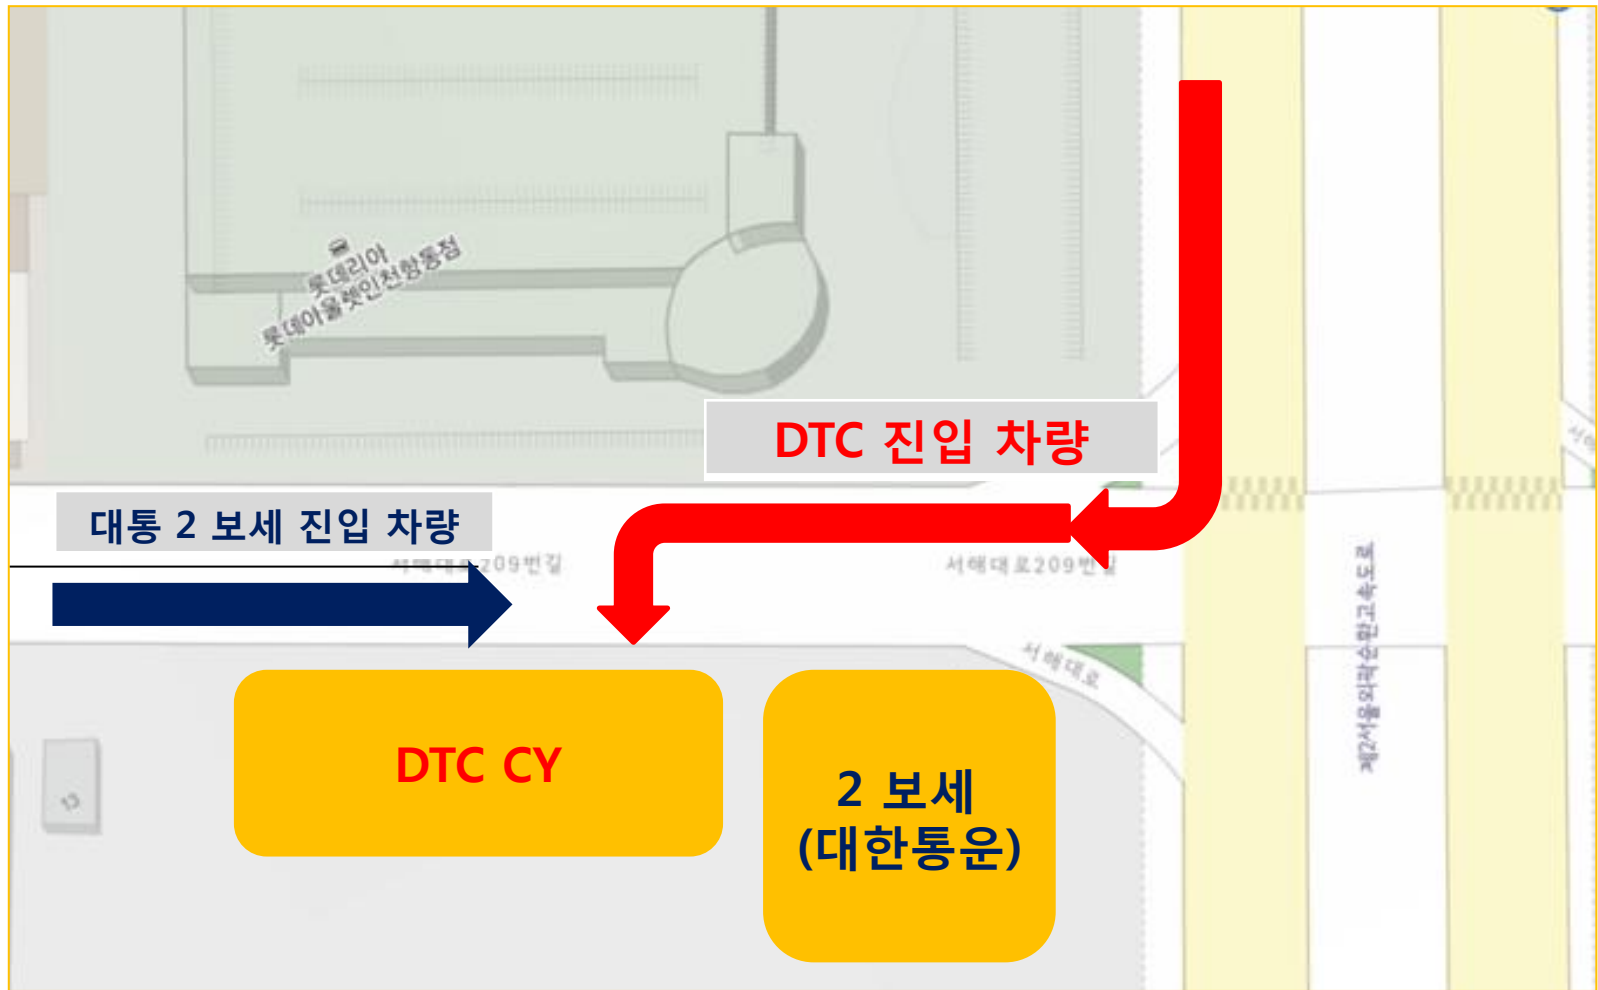 롯데리아
롯데아울렛인천항동점
DTC 진입 차량
대통 2 보세 진입 차량
서해대로209번길
서해대로209번길
서해대로
제2서울외곽순환고속도로
DTC CY
2 보세
(대한통운)
13